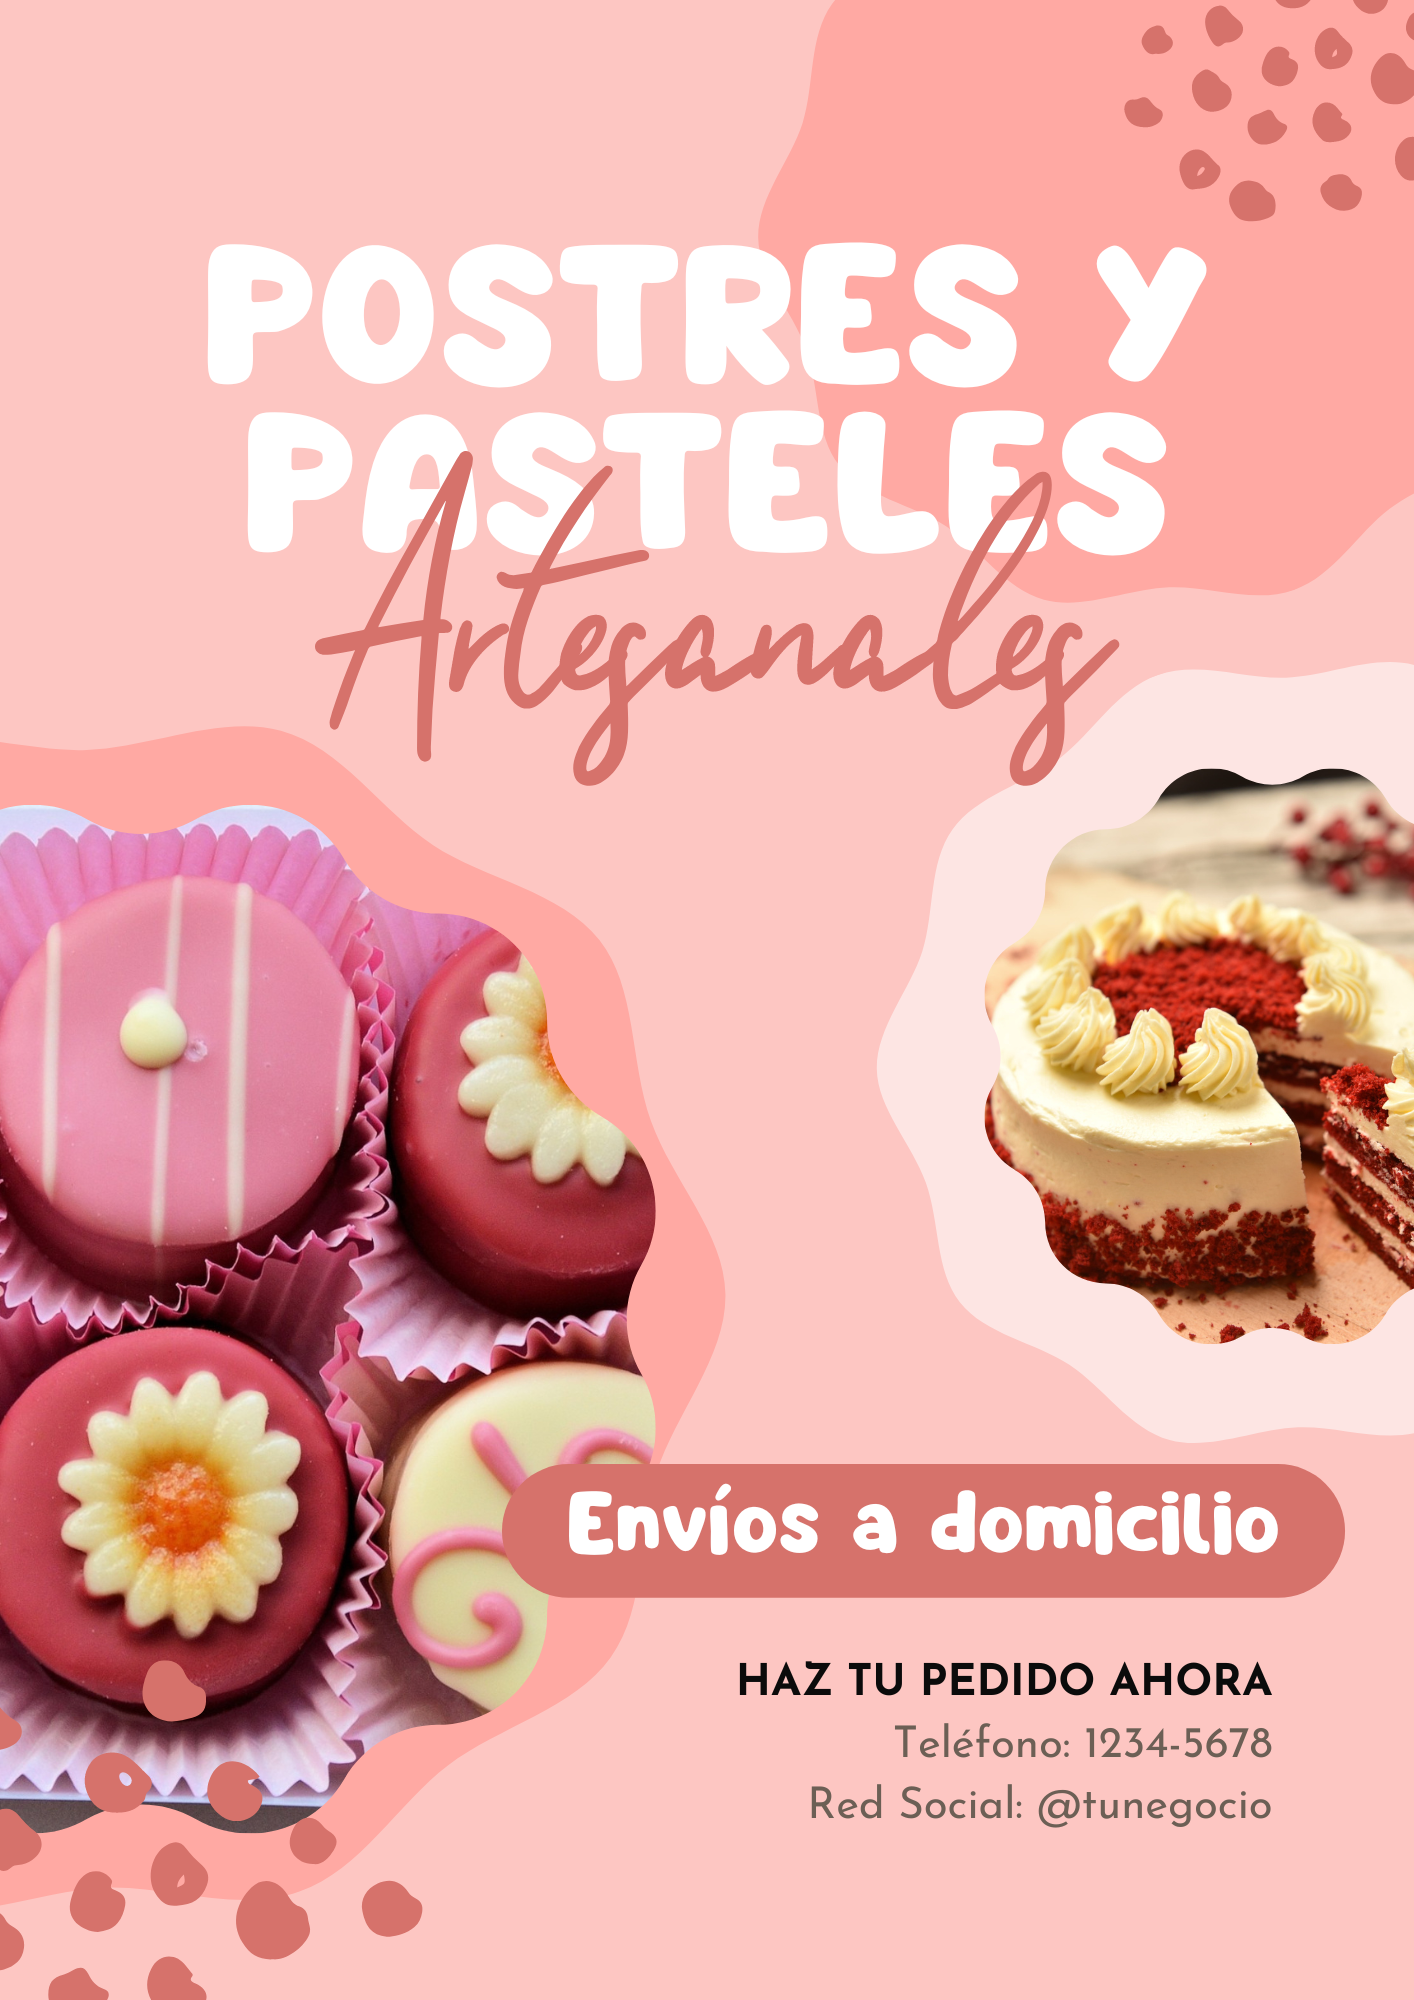 POSTRES Y
PASTELES
Artesanales
Envíos a domicilio
HAZ TU PEDIDO AHORA
Teléfono: 1234-5678
Red Social: @tunegocio